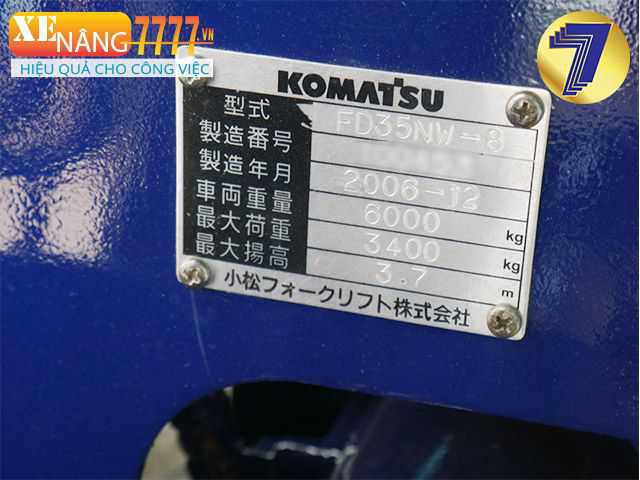 XE NÂNG7777.VN
HIỆU QUẢ CHO CÔNG VIỆC
7
KOMATSU
型式 FD35NW-8
製造番号
製造年月 2006-12
車両重量 6000 kg
最大荷重 3400 kg
最大揚高 3.7 m
小松フォークリフト株式会社